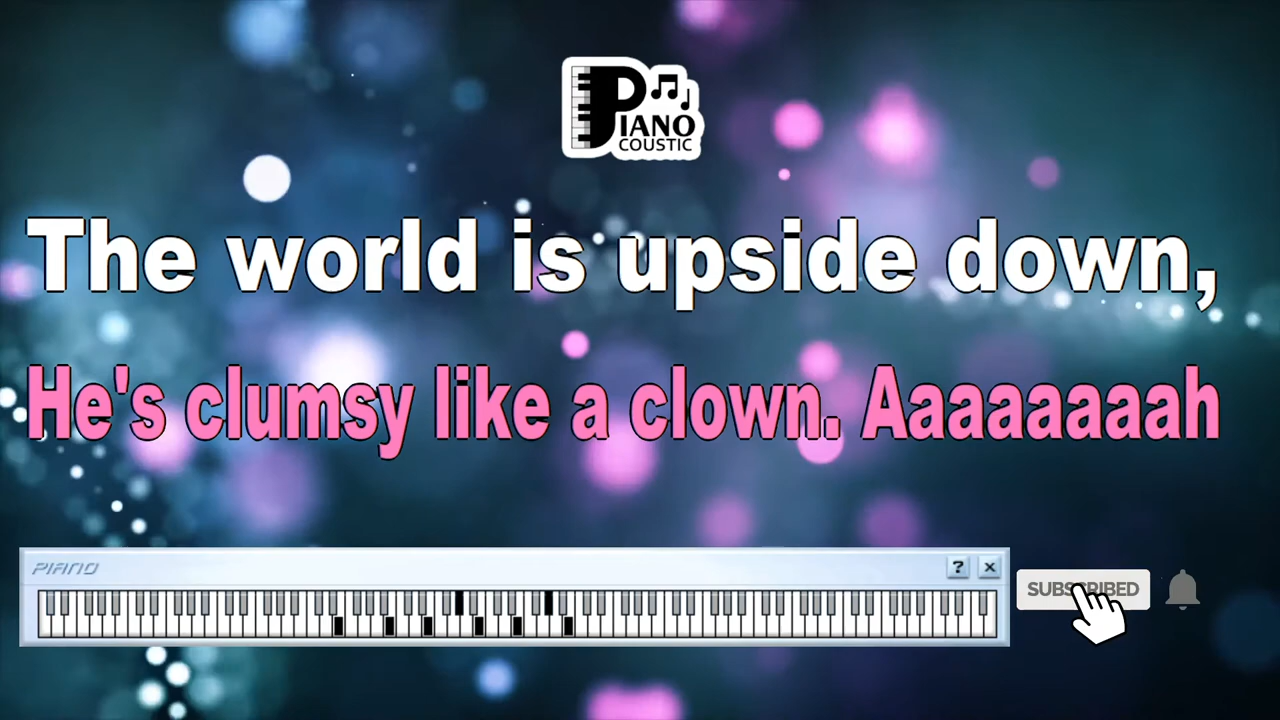 PIANO
COUSTIC
The world is upside down,
He's clumsy like a clown. Aaaaaaaah
PIANO
? ×
SUBSCRIBED